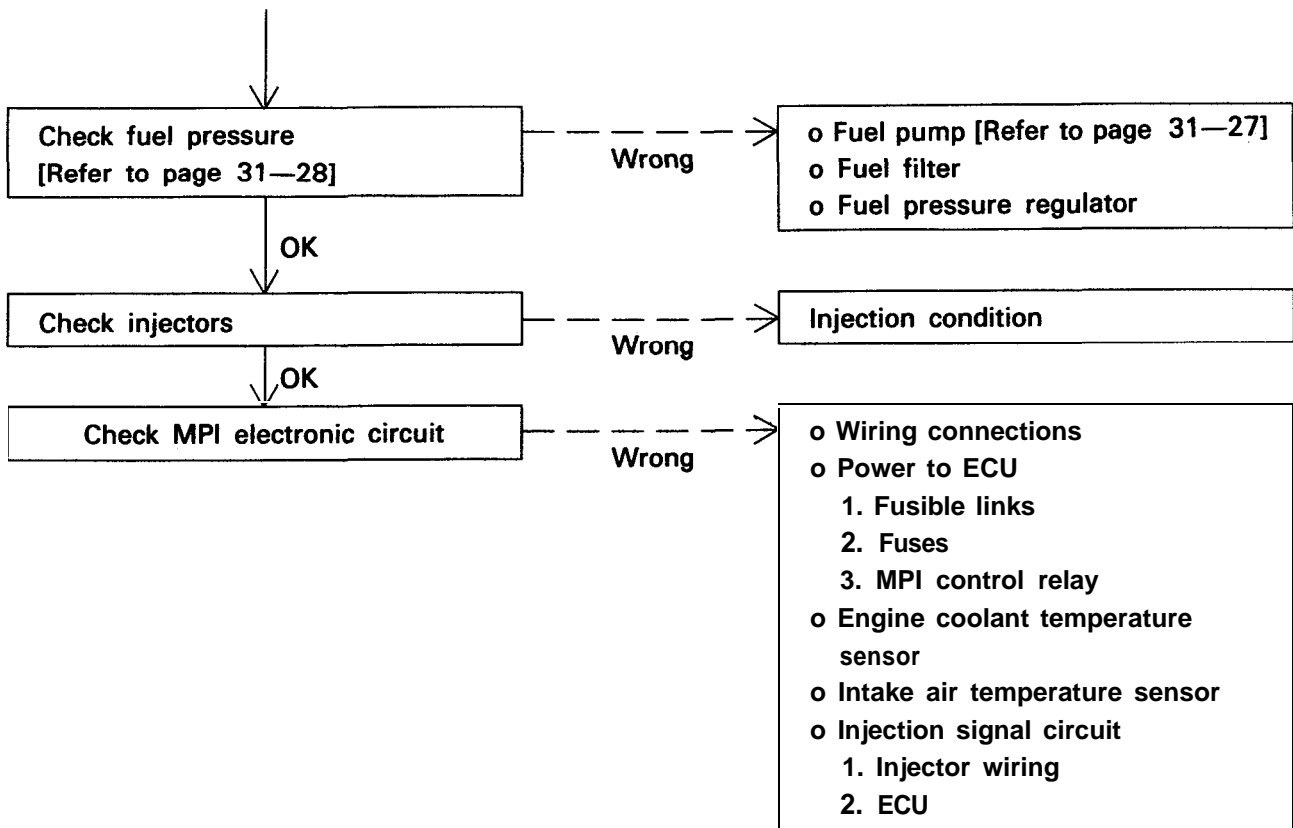 Check fuel pressure
[Refer to page 31—28]
Wrong
o Fuel pump [Refer to page 31—27]
o Fuel filter
o Fuel pressure regulator
OK
Check injectors
Wrong
Injection condition
OK
Check MPI electronic circuit
Wrong
o Wiring connections
o Power to ECU
1. Fusible links
2. Fuses
3. MPI control relay
o Engine coolant temperature
sensor
o Intake air temperature sensor
o Injection signal circuit
1. Injector wiring
2. ECU